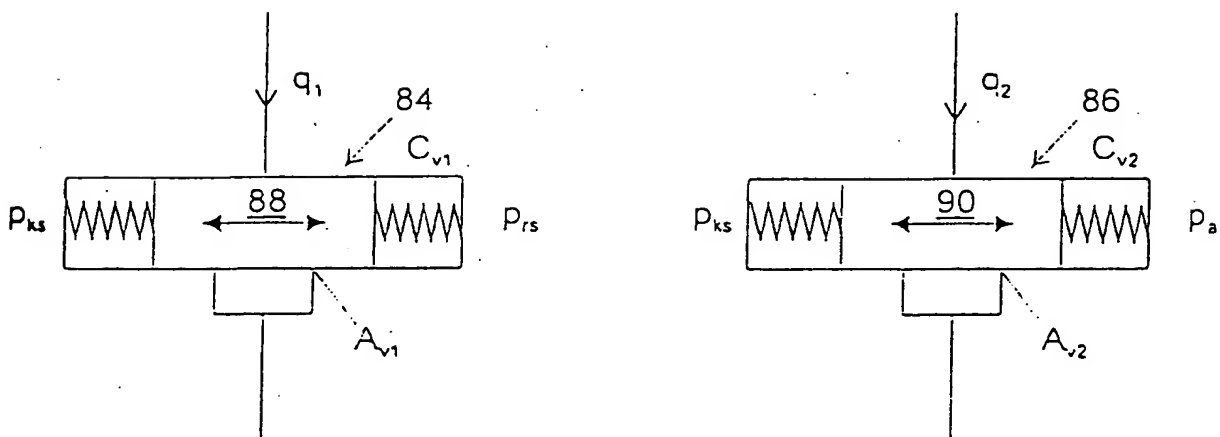 q₁
84
Cᵥ₁
pₖₛ
88
pᵣₛ
Aᵥ₁
q₂
86
Cᵥ₂
pₖₛ
90
pₐ
Aᵥ₂